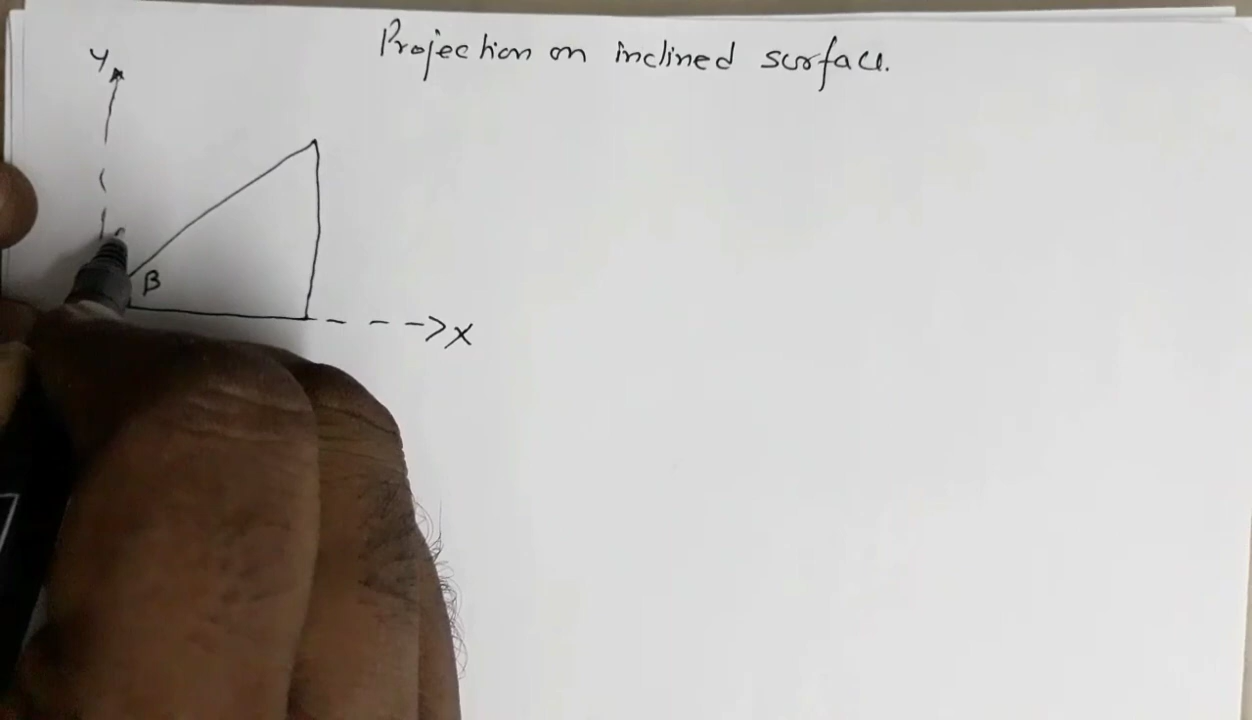 Projection on inclined surface.
Y
β
X